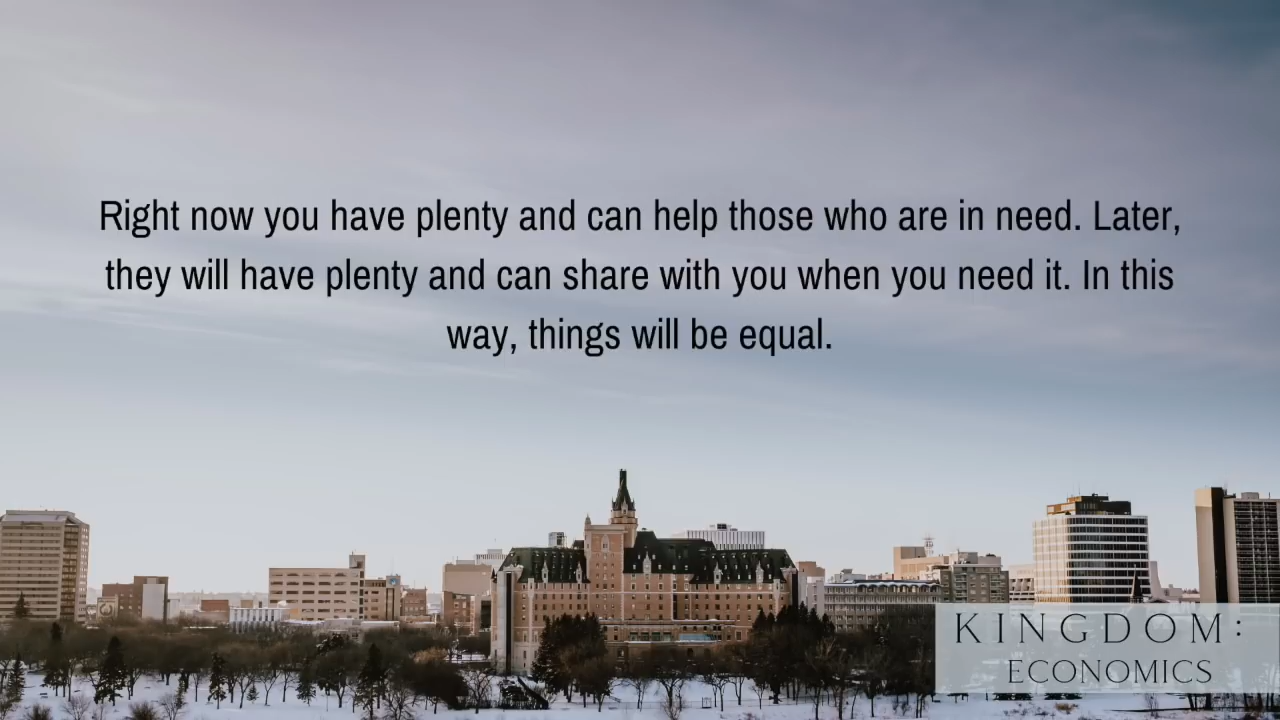 Right now you have plenty and can help those who are in need. Later,
they will have plenty and can share with you when you need it. In this
way, things will be equal.
KINGDOM:
ECONOMICS